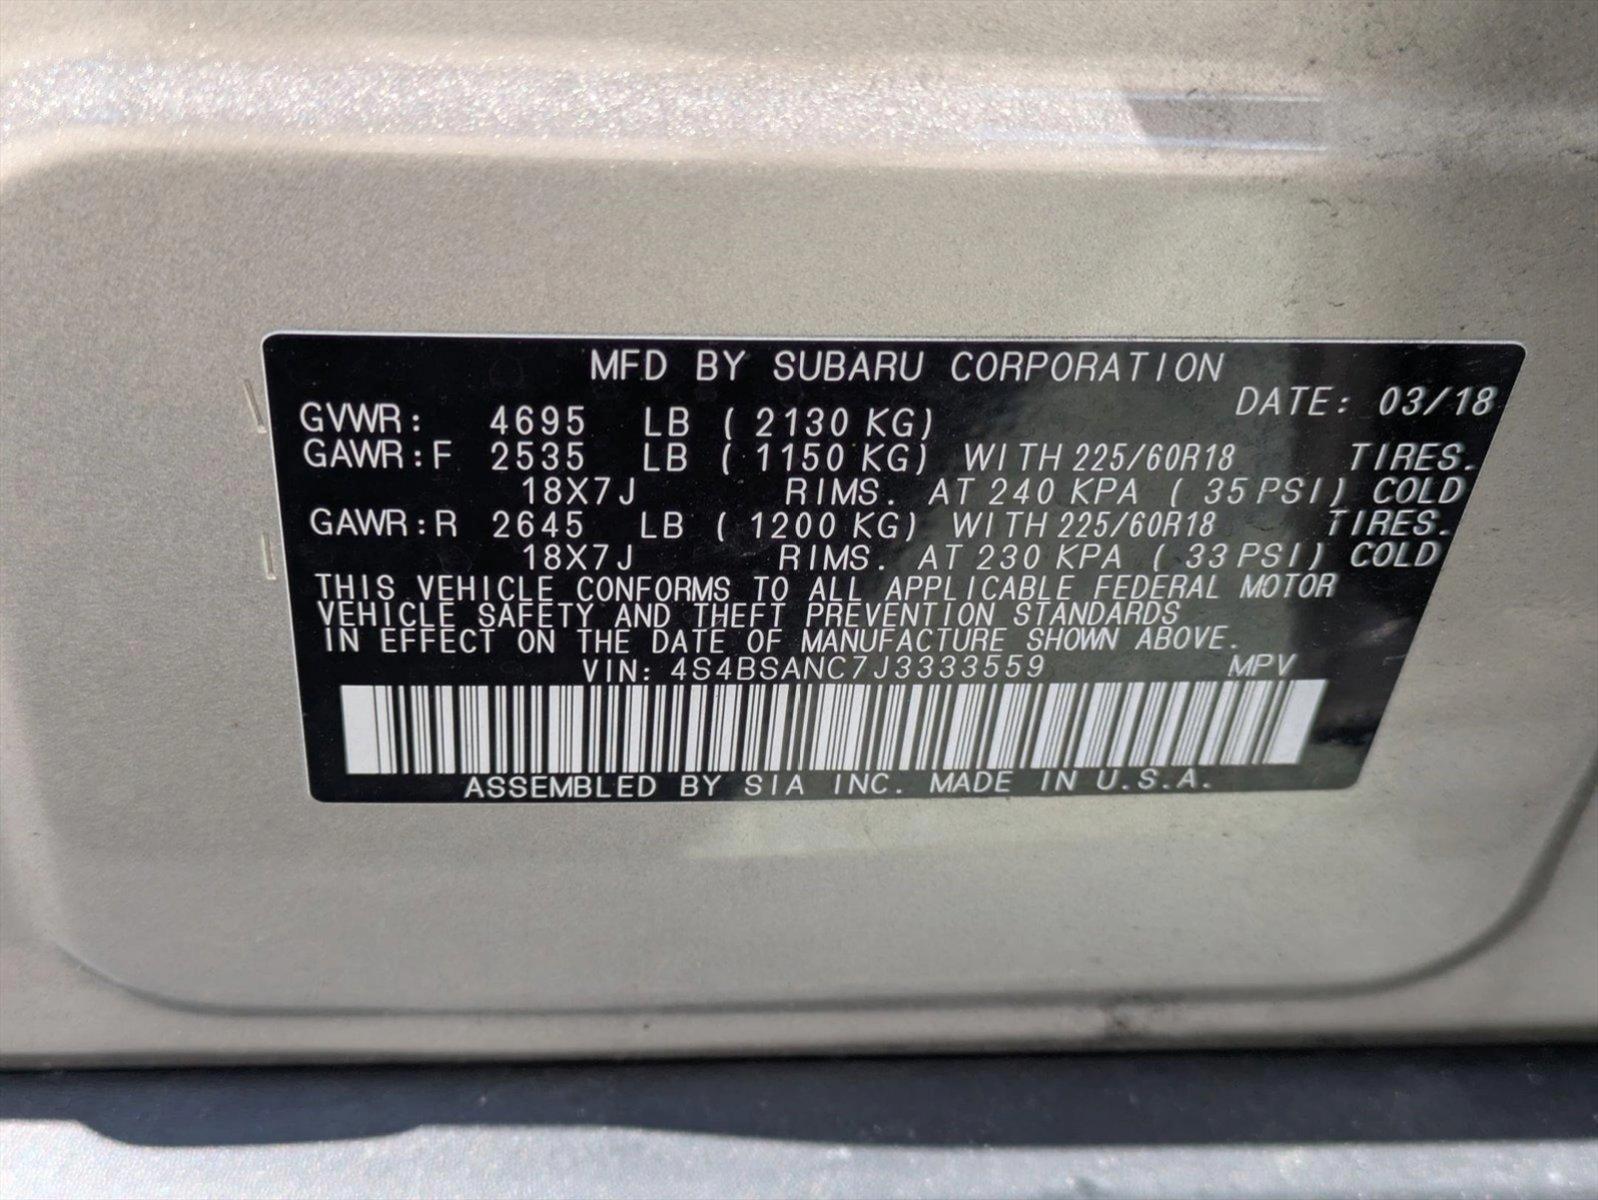 MFD BY SUBARU CORPORATION
DATE: 03/18
GVWR: 4695 LB (2130 KG)
GAWR:F 2535 LB (1150 KG) WITH 225/60R18 TIRES.
18X7J RIMS. AT 240 KPA (35 PSI) COLD
GAWR:R 2645 LB (1200 KG) WITH 225/60R18 TIRES.
18X7J RIMS. AT 230 KPA (33 PSI) COLD
THIS VEHICLE CONFORMS TO ALL APPLICABLE FEDERAL MOTOR
VEHICLE SAFETY AND THEFT PREVENTION STANDARDS
IN EFFECT ON THE DATE OF MANUFACTURE SHOWN ABOVE.
VIN: 4S4BSANC7J3333559 MPV
ASSEMBLED BY SIA INC. MADE IN U.S.A.